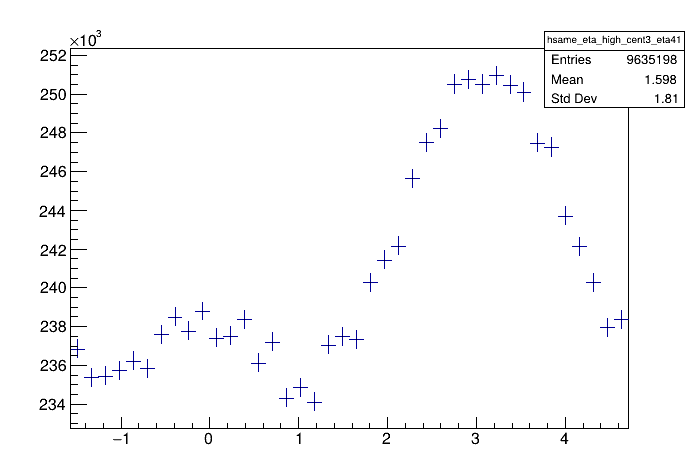 ×10³
hsame_eta_high_cent3_eta41
Entries 9635198
Mean 1.598
Std Dev 1.81
252
250
248
246
244
242
240
238
236
234
−1 0 1 2 3 4